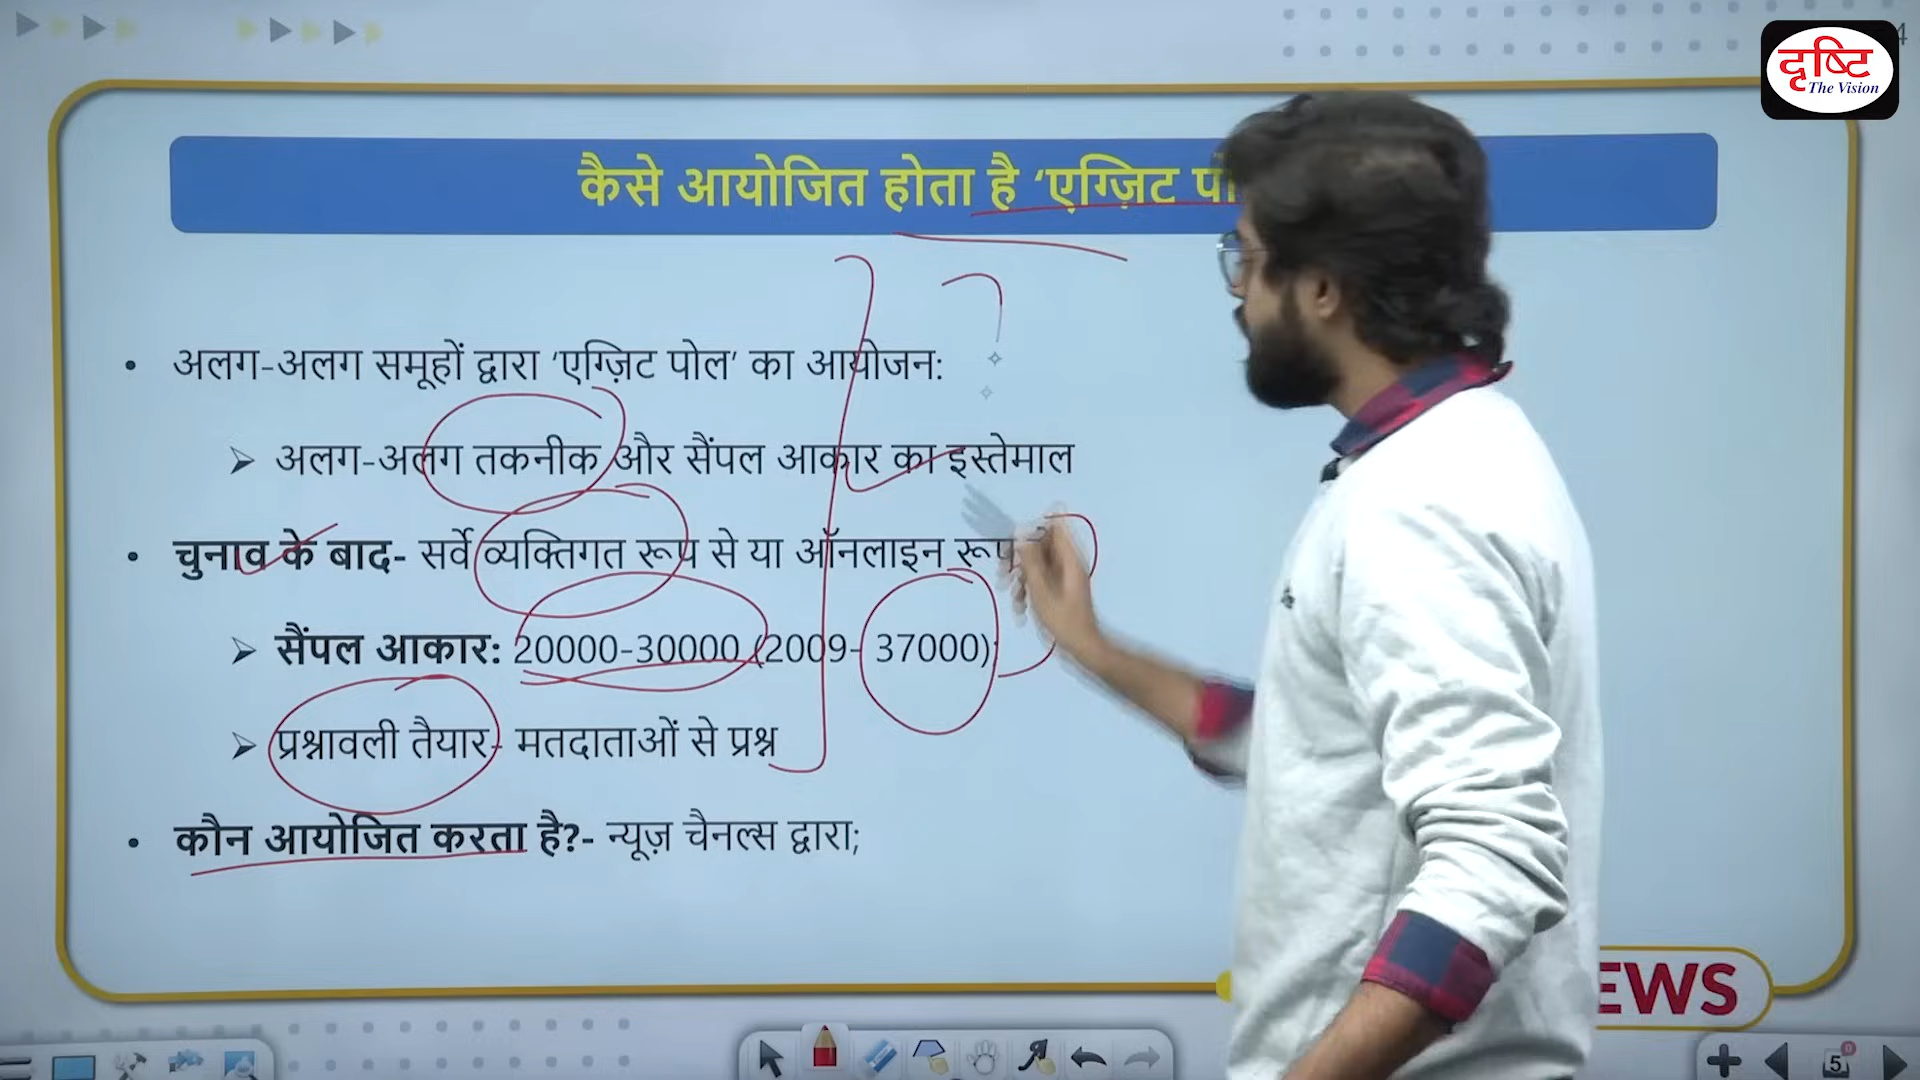 दृष्टि
The Vision
कैसे आयोजित होता है ‘एग्ज़िट
• अलग-अलग समूहों द्वारा ‘एग्ज़िट पोल’ का आयोजन:
➢ अलग-अलग तकनीक और सैंपल आकार का इस्तेमाल
• चुनाव के बाद- सर्वे व्यक्तिगत रूप से या ऑनलाइन रूप
➢ सैंपल आकार: 20000-30000 (2009- 37000);
➢ प्रश्नावली तैयार- मतदाताओं से प्रश्न
• कौन आयोजित करता है?- न्यूज़ चैनल्स द्वारा;
EWS
5